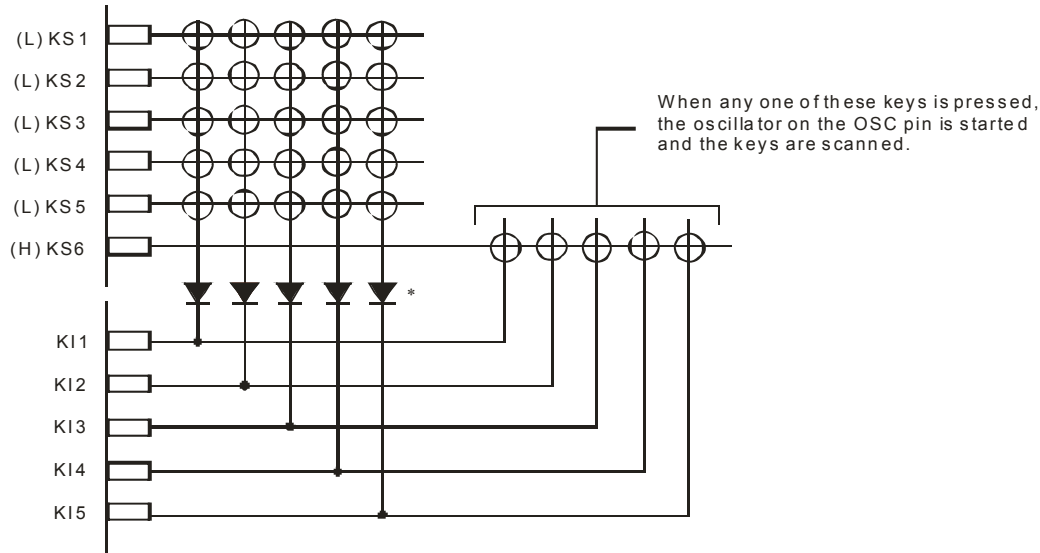 (L) KS1
(L) KS2
(L) KS3
(L) KS4
(L) KS5
(H) KS6
When any one of these keys is pressed,
the oscillator on the OSC pin is started
and the keys are scanned.
*
KI1
KI2
KI3
KI4
KI5